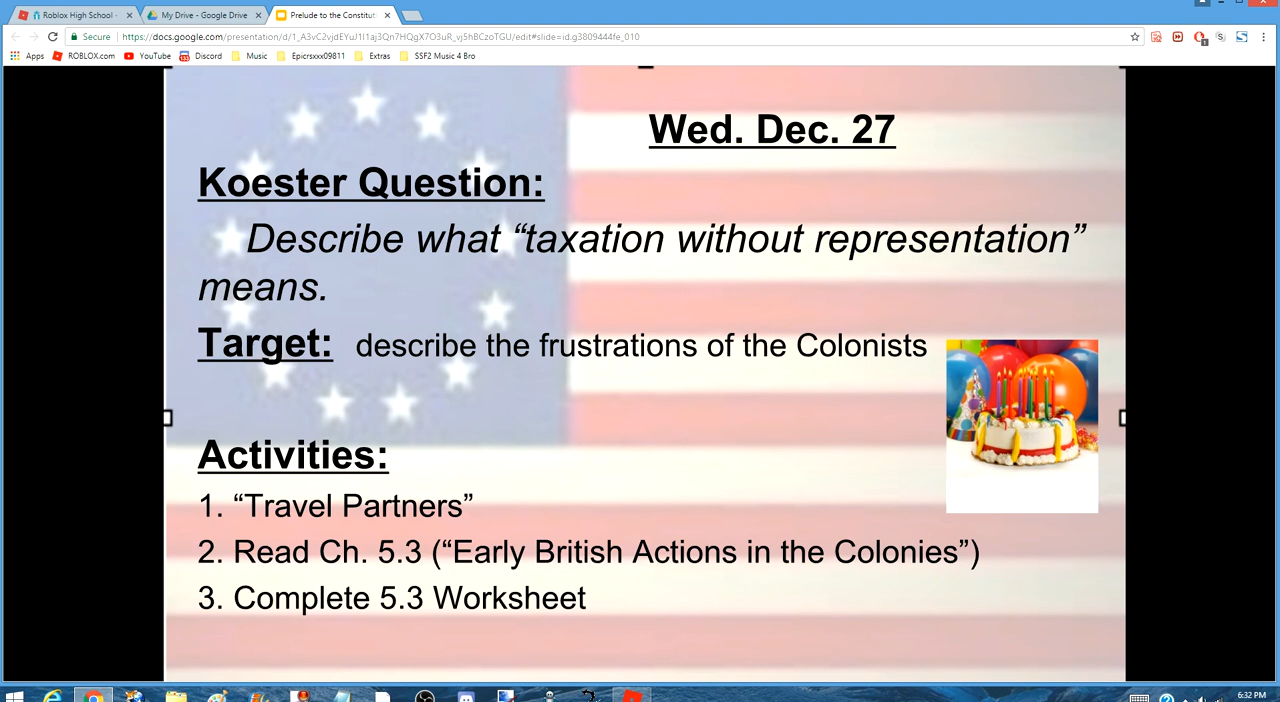 Roblox High School -
My Drive - Google Drive
Prelude to the Constitut
Secure
https://docs.google.com/presentation/d/1_A3vC2vjdEYuJ1I1aj3Qn7HQgX7O3uR_vj5hBCzoTGU/edit#slide=id.g3809444fe_010
Apps
ROBLOX.com
YouTube
Discord
Music
Epicrsxxx09811
Extras
SSF2 Music 4 Bro
Wed. Dec. 27
Koester Question:
Describe what “taxation without representation”
means.
Target: describe the frustrations of the Colonists
Activities:
1. “Travel Partners”
2. Read Ch. 5.3 (“Early British Actions in the Colonies”)
3. Complete 5.3 Worksheet
6:32 PM